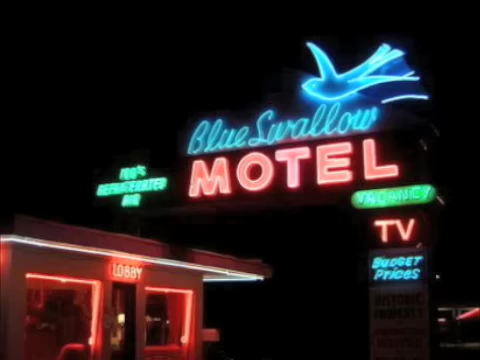 Blue Swallow
MOTEL
100%
REFRIGERATED
AIR
VACANCY
TV
BUDGET
Prices
LOBBY
HISTORIC
PROPERTY